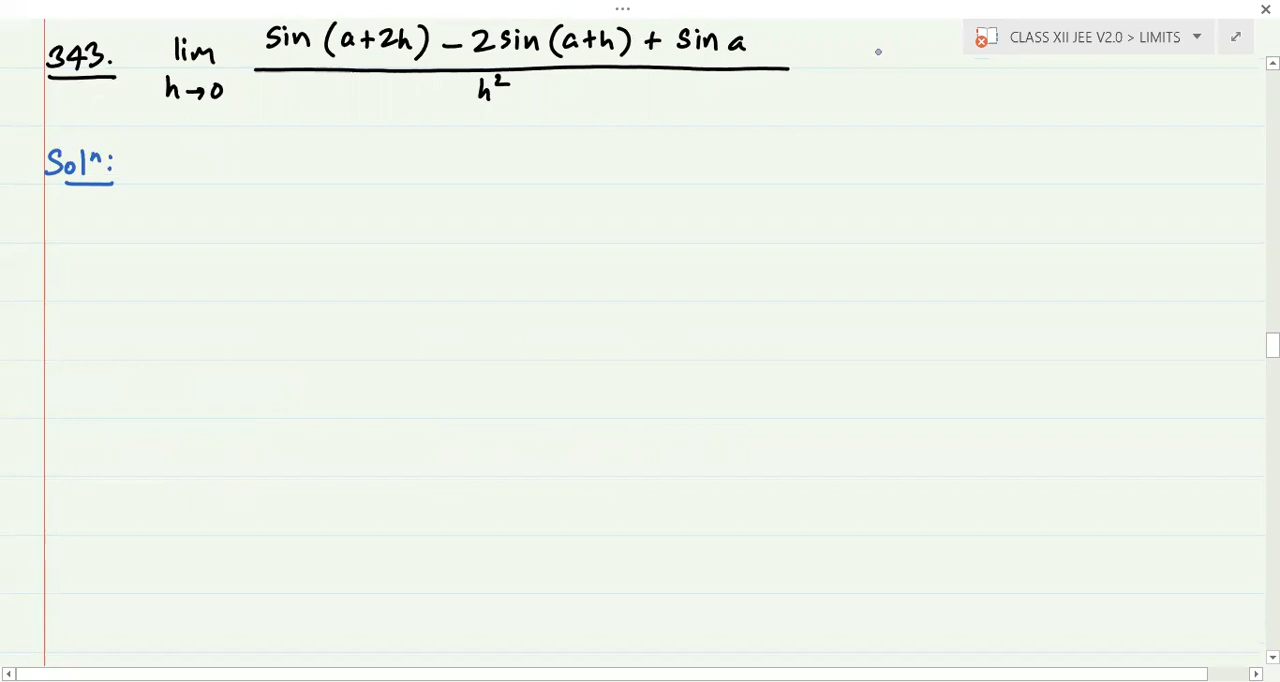 ...
CLASS XII JEE V2.0 > LIMITS
343. lim h→0 (sin (a+2h) − 2sin (a+h) + sin a) / h²
Solⁿ: